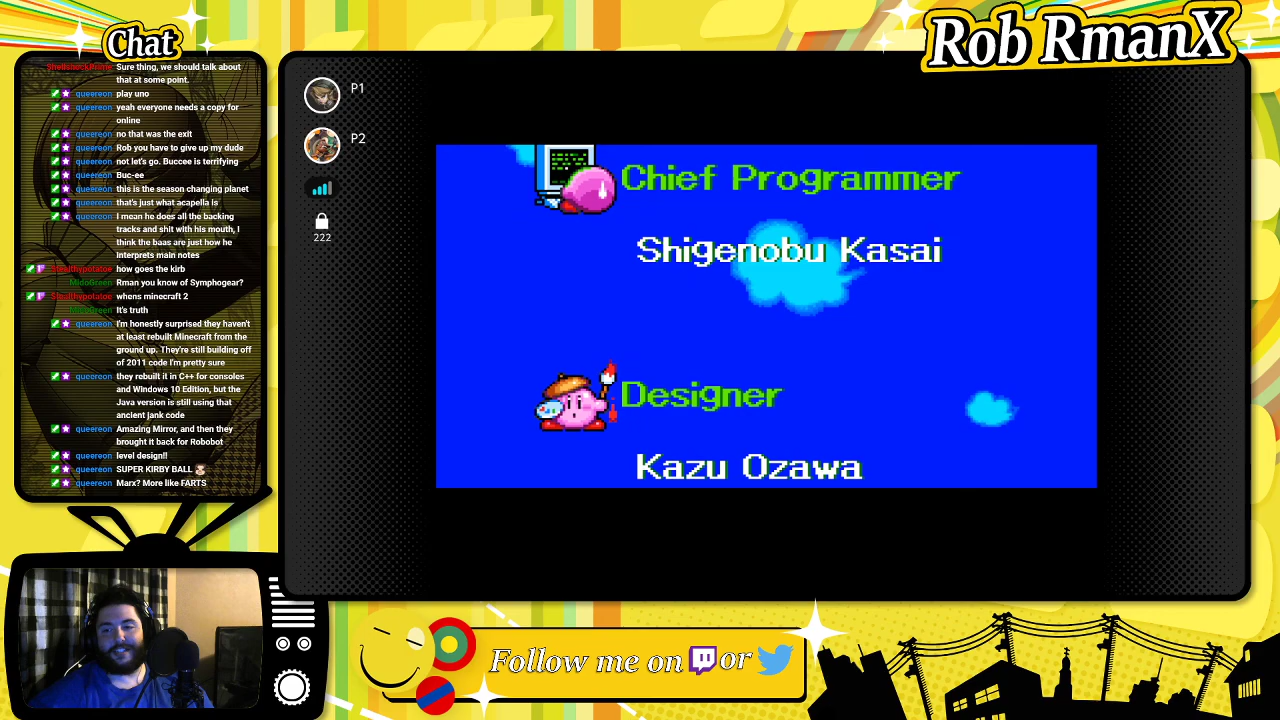 Chat
Rob RmanX
Shellshockprime Sure thing, we should talk about
that at some point.
queereon play uno
queereon yeah everyone needs a copy for
online
queereon no that was the exit
queereon Rob you have to give up my dude
queereon not let's go. Buccee is terrifying
queereon Buc-ee
queereon this is the season changing planet
queereon that's just what acapella is
queereon I mean he does all the backing
tracks and shit with his mouth, I
think the baas are just how he
interprets main notes
Stealthypotatoe how goes the kirb
MidoGreen Rman you know of Symphogear?
Stealthypotatoe whens minecraft 2
MidoGreen It's truth
queereon I'm honestly surprised they haven't
at least rebuilt Minecraft from the
ground up. They're still building off
of 2011 code I'm pretty sure
queereon they rebuilt it in C++ for consoles
and Windows 10 Edition, but the
Java version is still using that
ancient jank code
queereon Amazing Mirror, and then they
brought it back for Robobot
queereon level design!!
queereon SUPER KIRBY BALL
queereon Marx? More like FARTS
P1
P2
222
Chief Programmer
Shigenobu Kasai
Designer
Kazu Ozawa
Follow me on or